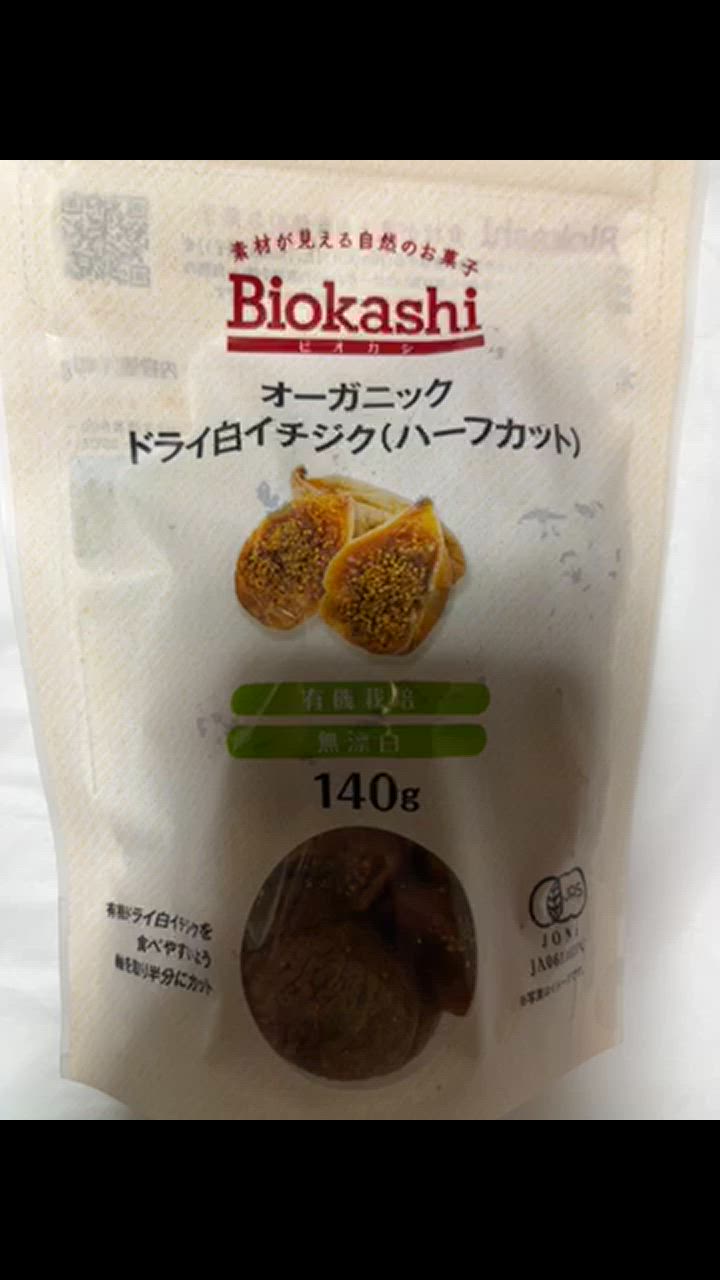 素材が見える自然のお菓子
Biokashi
ビオカシ
オーガニック
ドライ白イチジク(ハーフカット)
有機栽培
無漂白
140g
有機ドライ白イチジクを
食べやすいよう
軸を取り半分にカット
JAS